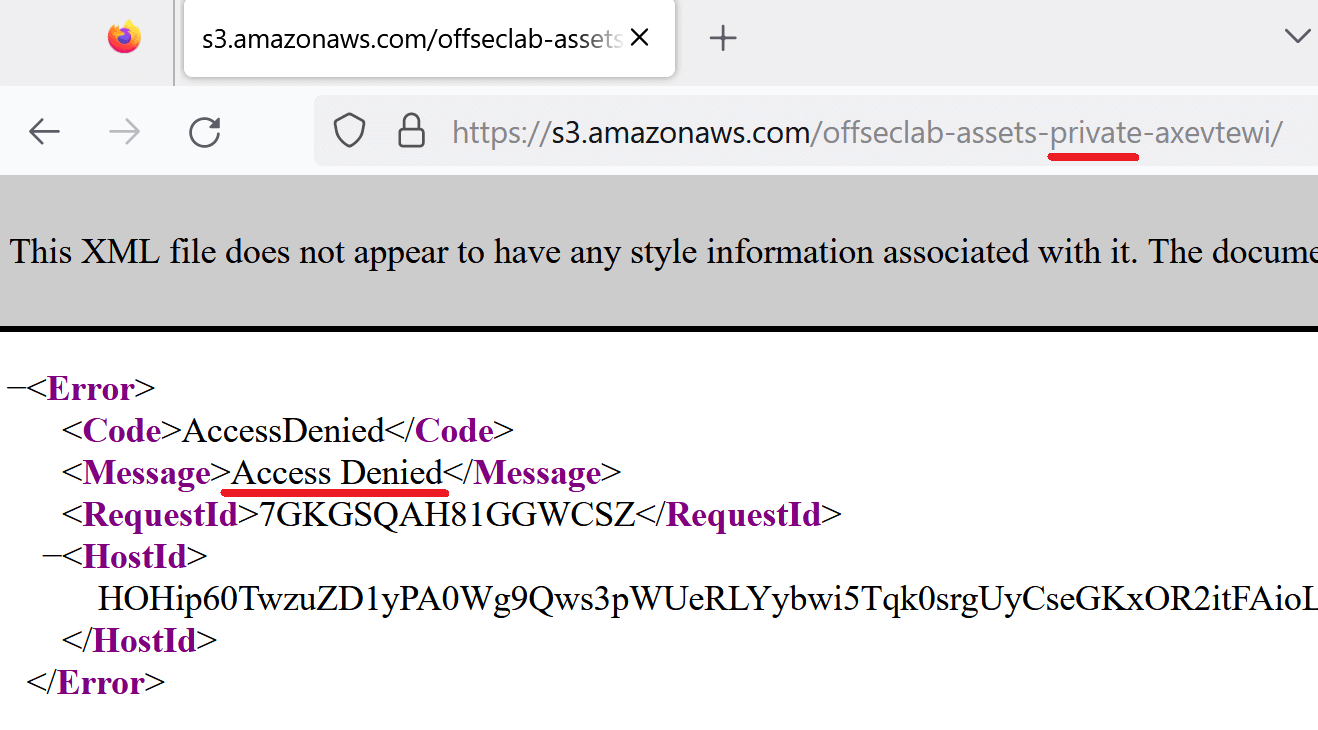 s3.amazonaws.com/offseclab-assets
https://s3.amazonaws.com/offseclab-assets-private-axevtewi/
This XML file does not appear to have any style information associated with it. The docume
–<Error>
<Code>AccessDenied</Code>
<Message>Access Denied</Message>
<RequestId>7GKGSQAH81GGWCSZ</RequestId>
–<HostId>
HOHip60TwzuZD1yPA0Wg9Qws3pWUeRLYybwi5Tqk0srgUyCseGKxOR2itFAioL
</HostId>
</Error>